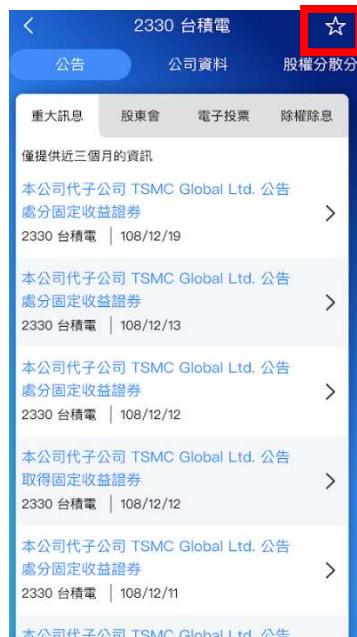 2330 台積電
公告 公司資料 股權分散分
重大訊息 股東會 電子投票 除權除息
僅提供近三個月的資訊
本公司代子公司 TSMC Global Ltd. 公告
處分固定收益證券
2330 台積電 | 108/12/19
本公司代子公司 TSMC Global Ltd. 公告
處分固定收益證券
2330 台積電 | 108/12/13
本公司代子公司 TSMC Global Ltd. 公告
處分固定收益證券
2330 台積電 | 108/12/12
本公司代子公司 TSMC Global Ltd. 公告
取得固定收益證券
2330 台積電 | 108/12/12
本公司代子公司 TSMC Global Ltd. 公告
處分固定收益證券
2330 台積電 | 108/12/11
本公司代子公司 TSMC Global Ltd. 公告